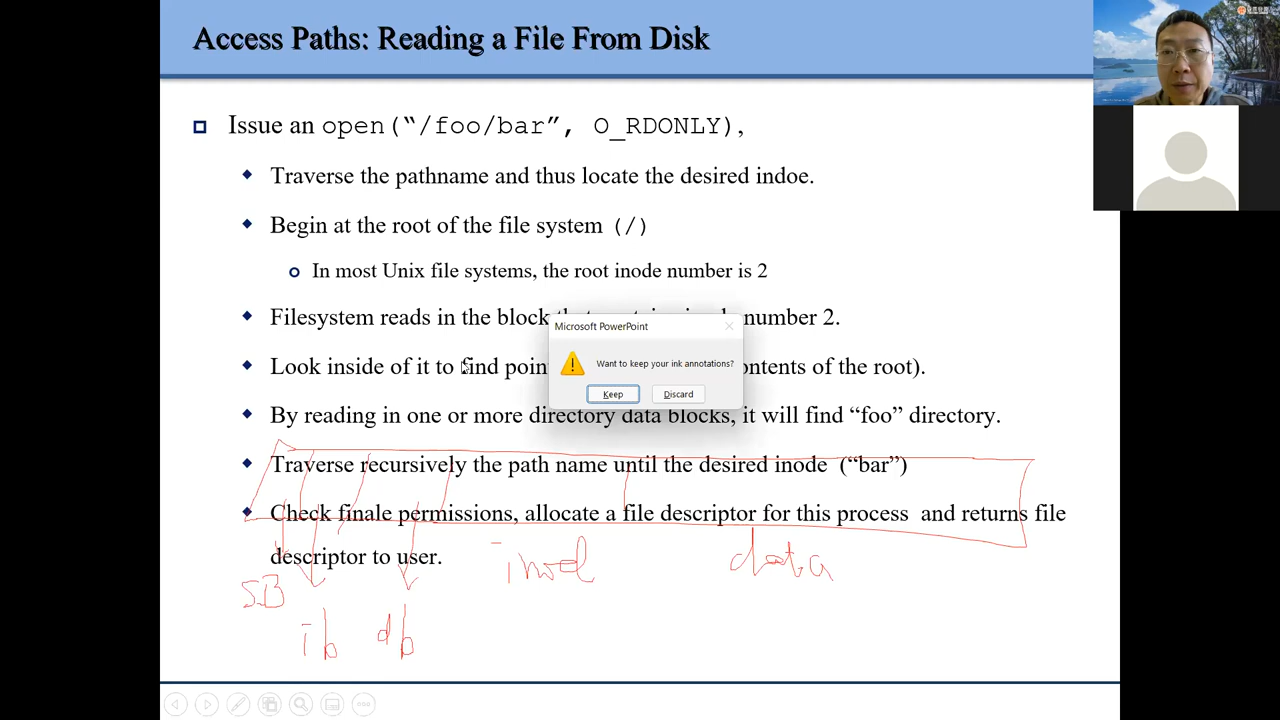 Access Paths: Reading a File From Disk
Issue an open(“/foo/bar”, O_RDONLY),
Traverse the pathname and thus locate the desired indoe.
Begin at the root of the file system (/)
In most Unix file systems, the root inode number is 2
Filesystem reads in the block number 2.
Look inside of it to find contents of the root).
Microsoft PowerPoint
Want to keep your ink annotations?
Keep Discard
By reading in one or more directory data blocks, it will find “foo” directory.
Traverse recursively the path name until the desired inode (“bar”)
Check finale permissions, allocate a file descriptor for this process and returns file
descriptor to user.
inod data
SB
ib db